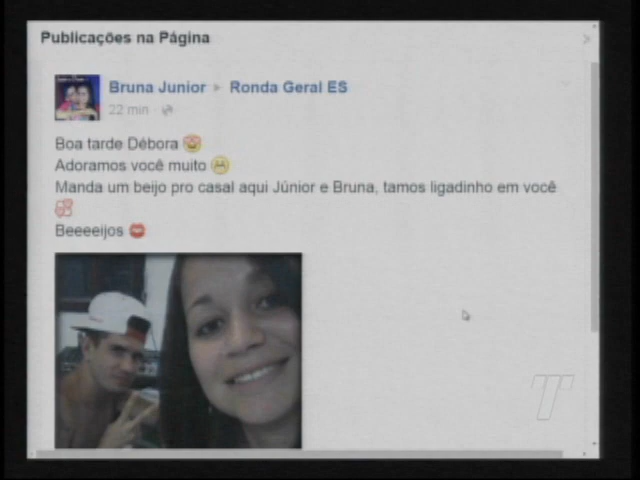 Publicações na Página
Bruna Junior ▸ Ronda Geral ES
22 min ·
Boa tarde Débora
Adoramos você muito
Manda um beijo pro casal aqui Júnior e Bruna, tamos ligadinho em você
Beeeeijos